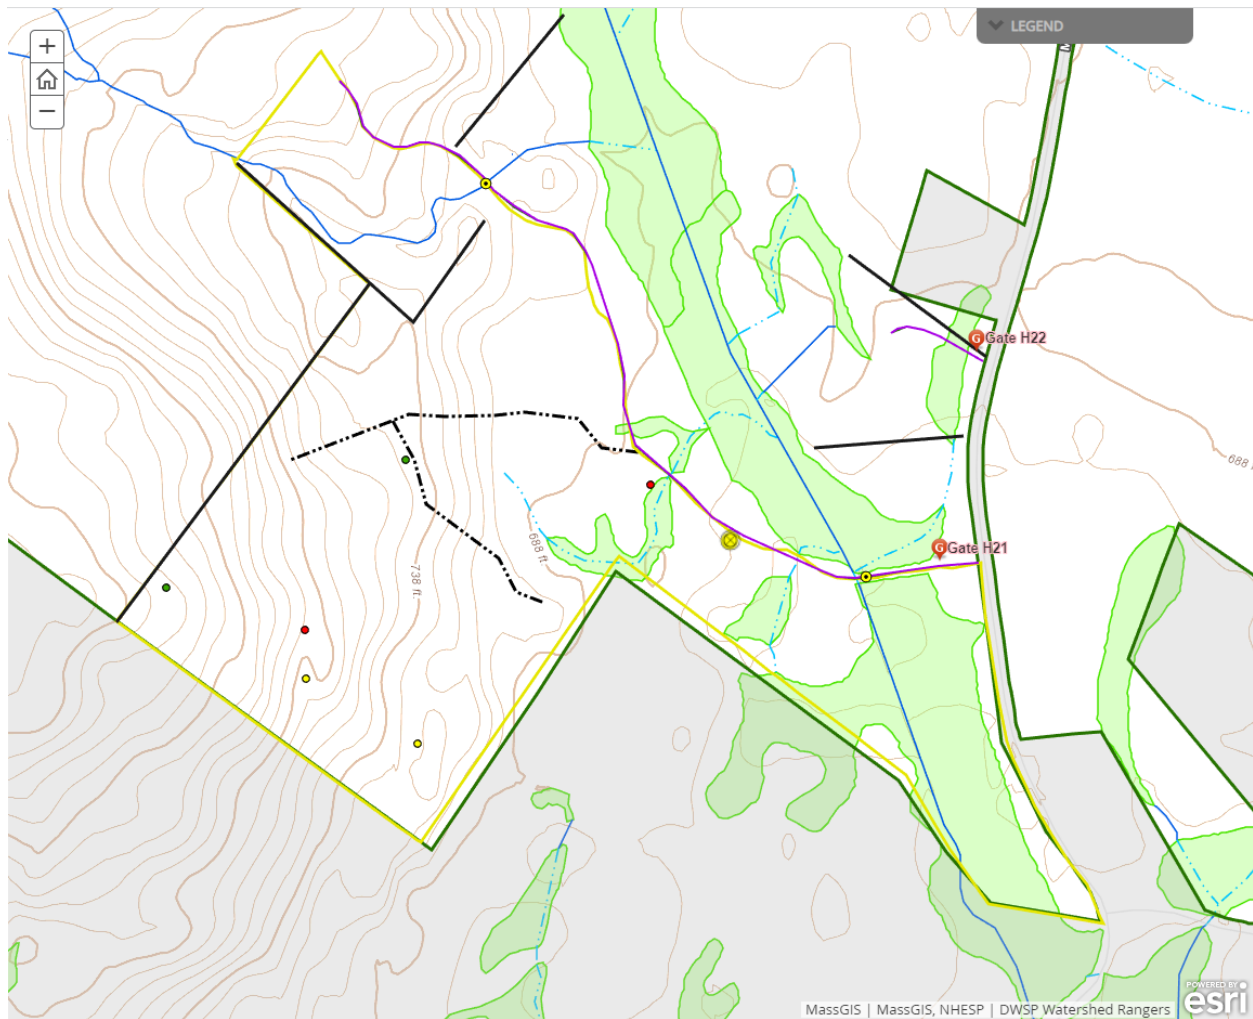 +
−
LEGEND
Gate H22
688 ft.
Gate H21
688 ft.
738 ft.
MassGIS | MassGIS, NHESP | DWSP Watershed Rangers
POWERED BY
esri